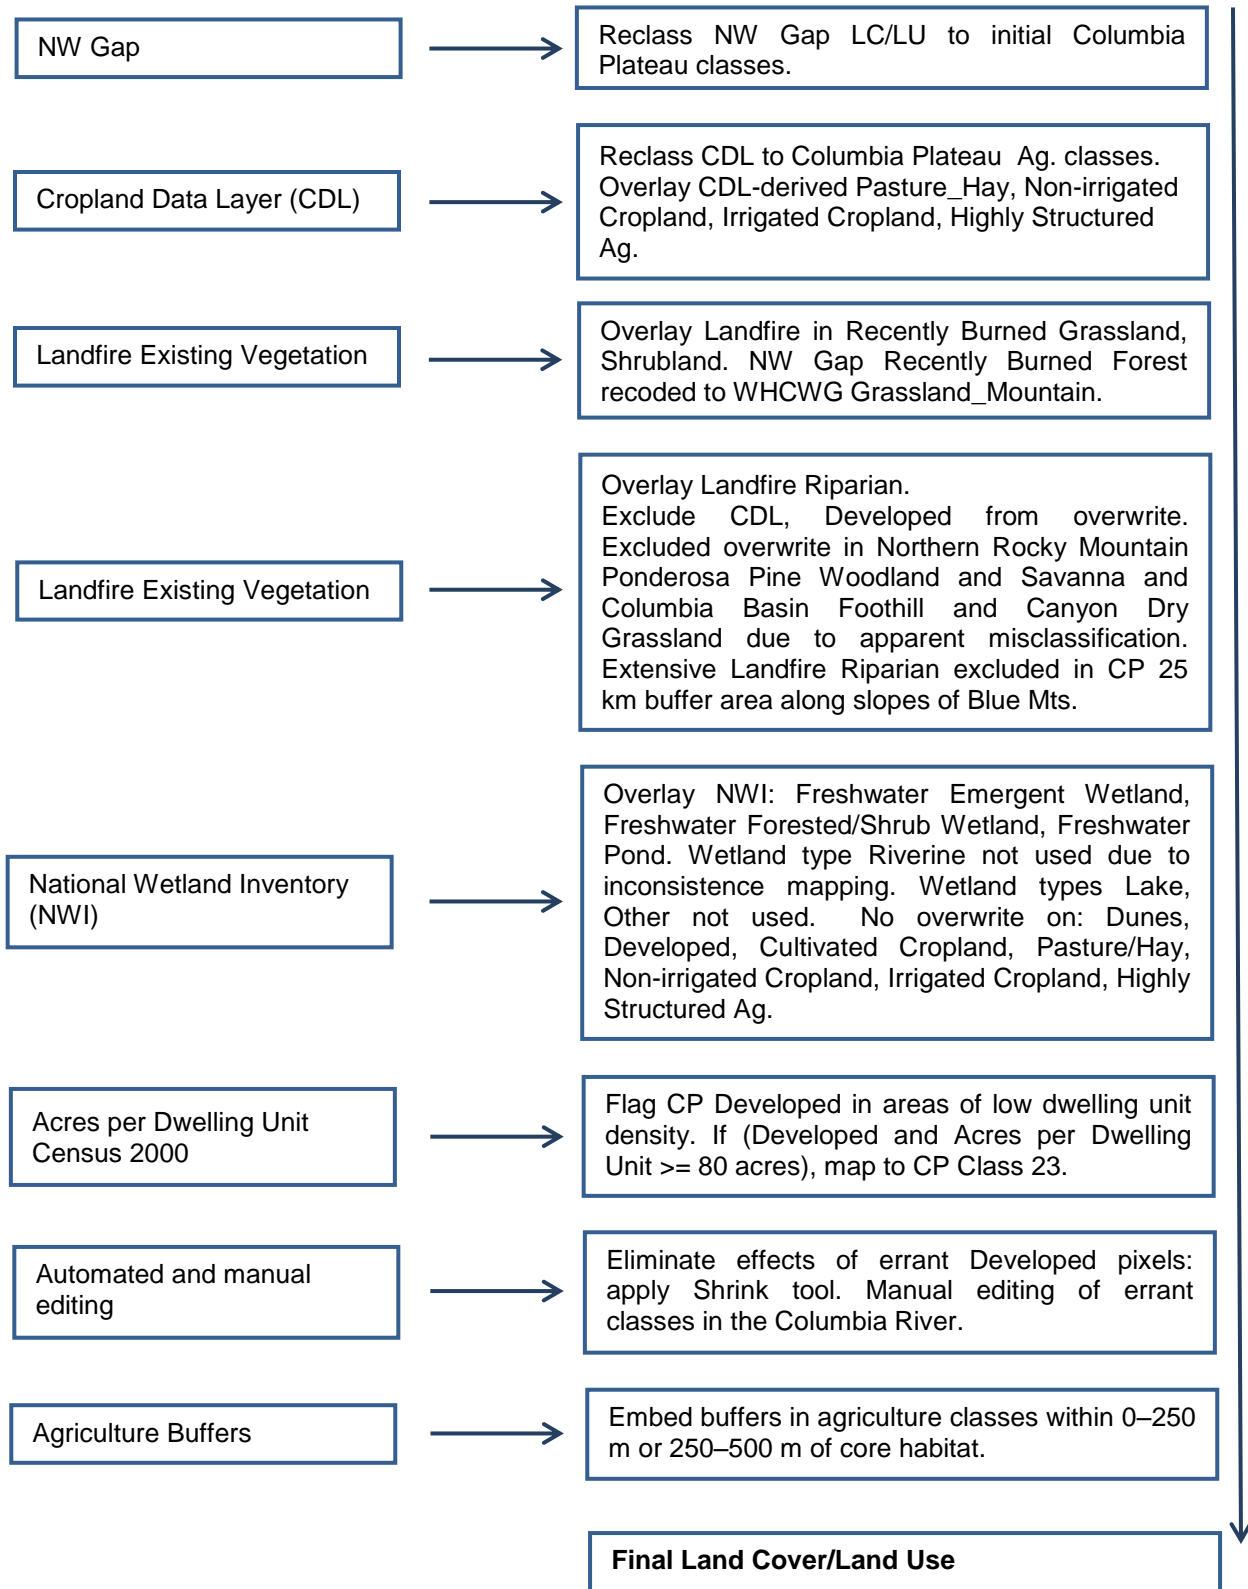 NW Gap
Reclass NW Gap LC/LU to initial Columbia
Plateau classes.
Cropland Data Layer (CDL)
Reclass CDL to Columbia Plateau Ag. classes.
Overlay CDL-derived Pasture_Hay, Non-irrigated
Cropland, Irrigated Cropland, Highly Structured
Ag.
Landfire Existing Vegetation
Overlay Landfire in Recently Burned Grassland,
Shrubland. NW Gap Recently Burned Forest
recoded to WHCWG Grassland_Mountain.
Landfire Existing Vegetation
Overlay Landfire Riparian.
Exclude CDL, Developed from overwrite.
Excluded overwrite in Northern Rocky Mountain
Ponderosa Pine Woodland and Savanna and
Columbia Basin Foothill and Canyon Dry
Grassland due to apparent misclassification.
Extensive Landfire Riparian excluded in CP 25
km buffer area along slopes of Blue Mts.
National Wetland Inventory
(NWI)
Overlay NWI: Freshwater Emergent Wetland,
Freshwater Forested/Shrub Wetland, Freshwater
Pond. Wetland type Riverine not used due to
inconsistence mapping. Wetland types Lake,
Other not used. No overwrite on: Dunes,
Developed, Cultivated Cropland, Pasture/Hay,
Non-irrigated Cropland, Irrigated Cropland, Highly
Structured Ag.
Acres per Dwelling Unit
Census 2000
Flag CP Developed in areas of low dwelling unit
density. If (Developed and Acres per Dwelling
Unit >= 80 acres), map to CP Class 23.
Automated and manual
editing
Eliminate effects of errant Developed pixels:
apply Shrink tool. Manual editing of errant
classes in the Columbia River.
Agriculture Buffers
Embed buffers in agriculture classes within 0–250
m or 250–500 m of core habitat.
Final Land Cover/Land Use